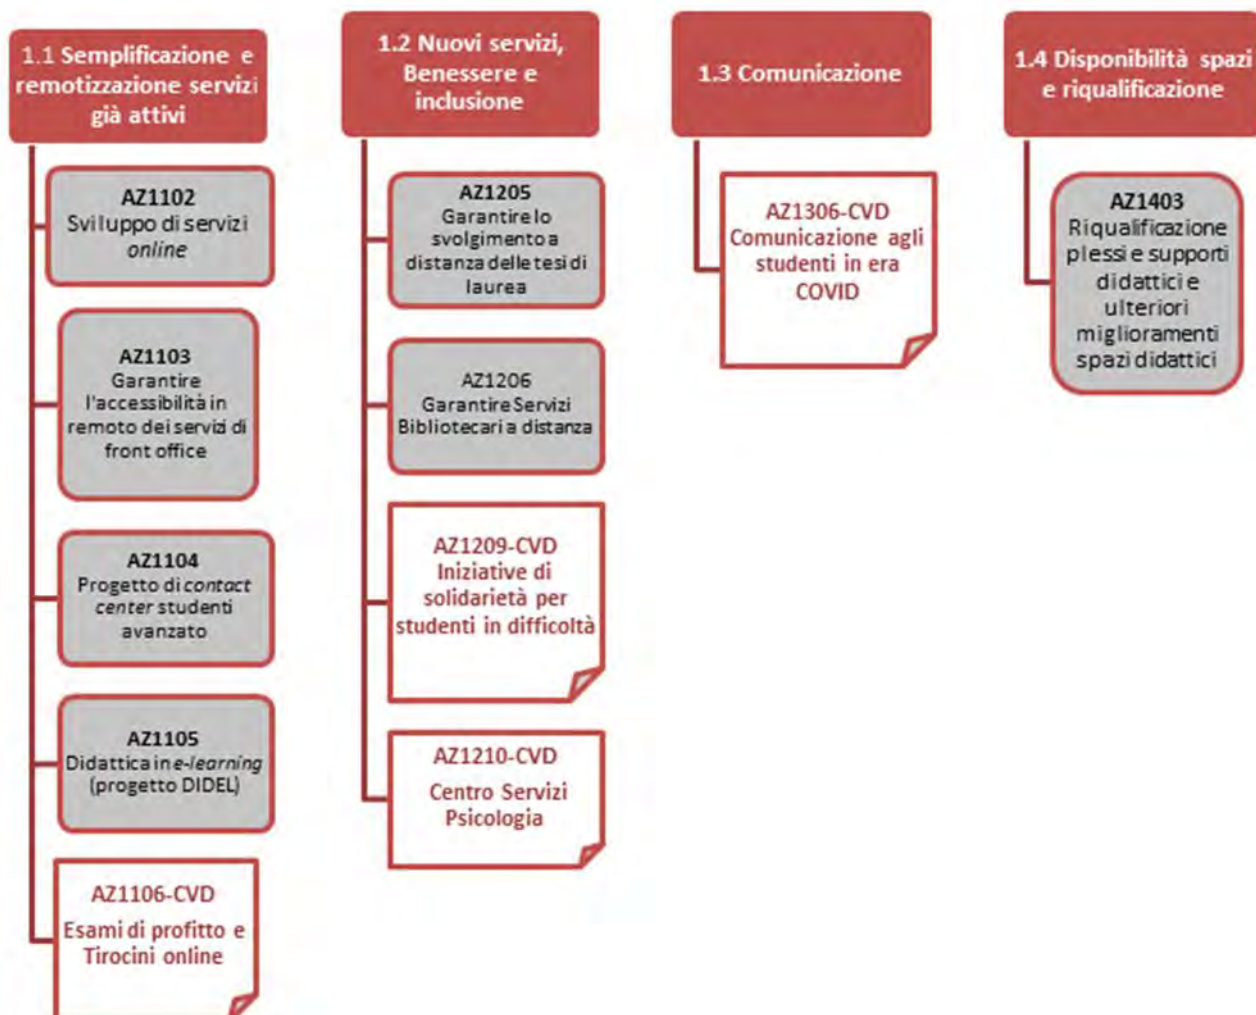 1.1 Semplificazione e
remotizzazione servizi
già attivi
AZ1102
Sviluppo di servizi
online
AZ1103
Garantire
l'accessibilità in
remoto dei servizi di
front office
AZ1104
Progetto di contact
center studenti
avanzato
AZ1105
Didattica in e-learning
(progetto DIDEL)
AZ1106-CVD
Esami di profitto e
Tirocini online
1.2 Nuovi servizi,
Benessere e
inclusione
AZ1205
Garantire lo
svolgimento a
distanza delle tesi di
laurea
AZ1206
Garantire Servizi
Bibliotecari a distanza
AZ1209-CVD
Iniziative di
solidarietà per
studenti in difficoltà
AZ1210-CVD
Centro Servizi
Psicologia
1.3 Comunicazione
AZ1306-CVD
Comunicazione agli
studenti in era
COVID
1.4 Disponibilità spazi
e riqualificazione
AZ1403
Riqualificazione
plessi e supporti
didattici e
ulteriori
miglioramenti
spazi didattici